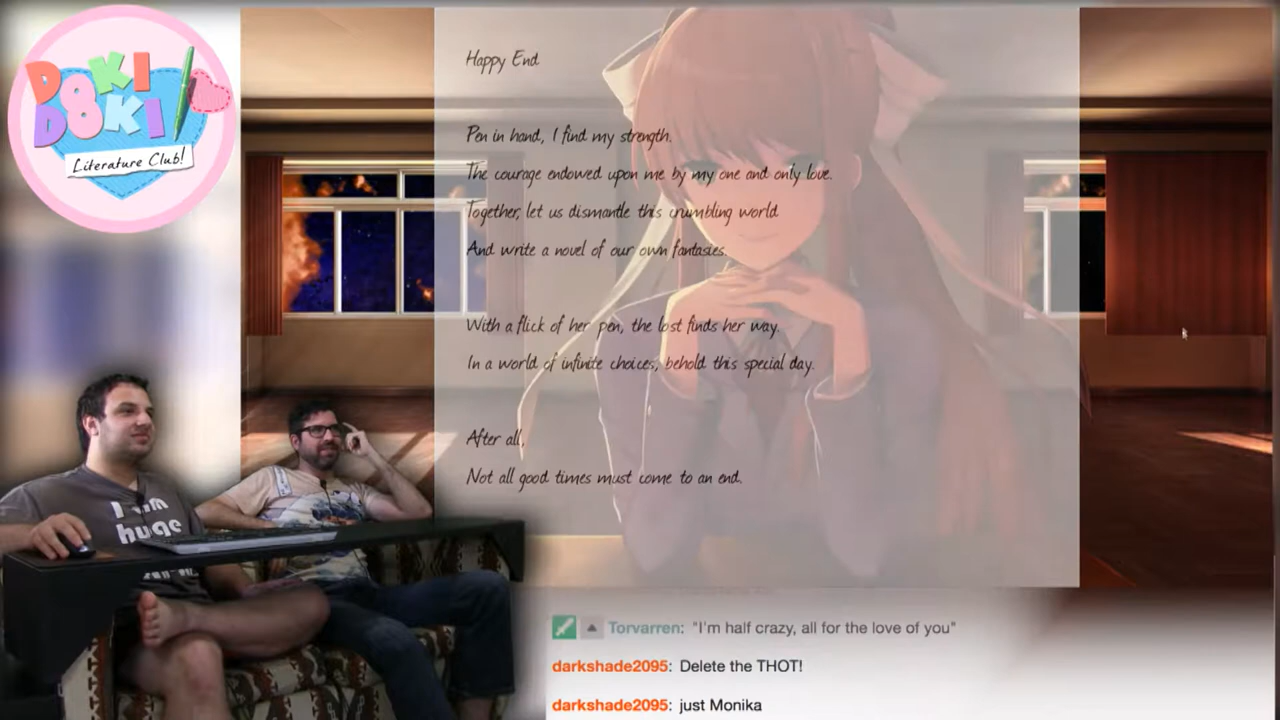 DOKI
DOKI
Literature Club!
Happy End
Pen in hand, I find my strength.
The courage endowed upon me by my one and only love.
Together, let us dismantle this crumbling world
And write a novel of our own fantasies.
With a flick of her pen, the lost finds her way.
In a world of infinite choices, behold this special day.
After all,
Not all good times must come to an end.
I am
huge
Torvarren: "I'm half crazy, all for the love of you"
darkshade2095: Delete the THOT!
darkshade2095: just Monika